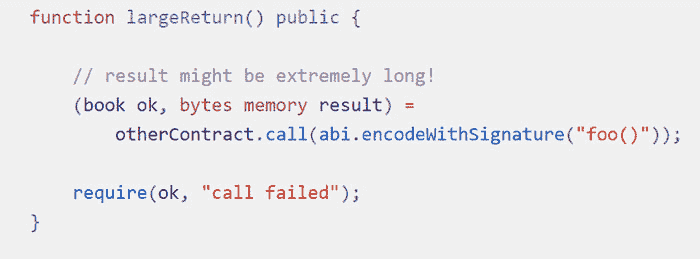 function largeReturn() public {
// result might be extremely long!
(book ok, bytes memory result) =
otherContract.call(abi.encodeWithSignature("foo()"));
require(ok, "call failed");
}